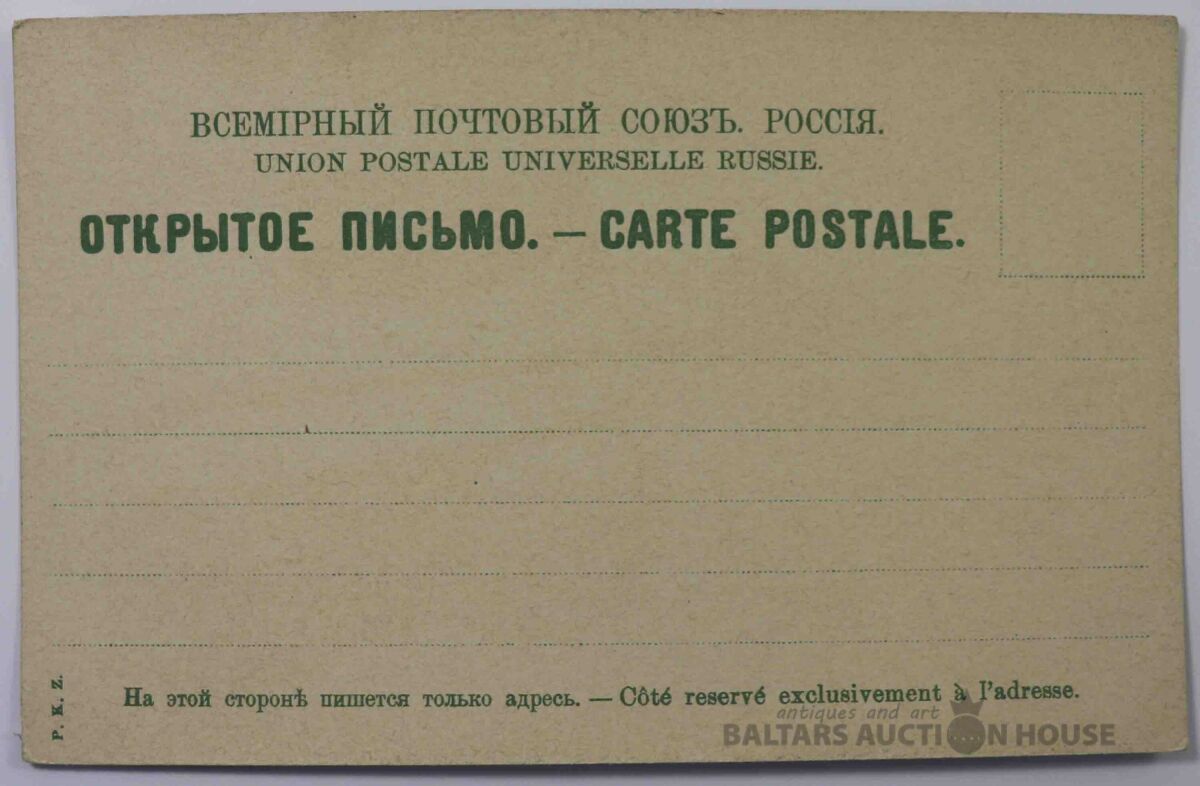 ВСЕМІРНЫЙ ПОЧТОВЫЙ СОЮЗЪ. РОССІЯ.
UNION POSTALE UNIVERSELLE RUSSIE.
ОТКРЫТОЕ ПИСЬМО. — CARTE POSTALE.
P. K. Z.
На этой сторонѣ пишется только адресь. — Côté reservé exclusivement à l'adresse.
antiques and art
BALTARS AUCTION HOUSE